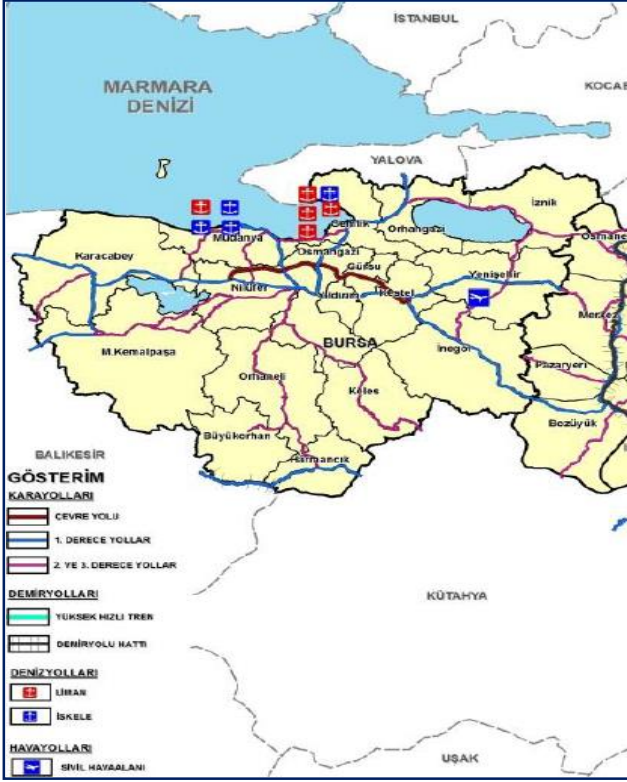 İSTANBUL
MARMARA
DENİZİ
KOCAE
YALOVA
İznik
Orhangazi
Gemlik
Osmane
Mudanya
Osmangazi
Karacabey
Gürsu
Yenişehir
Nilüfer
Yıldırım
Kestel
Merkez
BURSA
İnegöl
M.Kemalpaşa
Pazaryeri
Orhaneli
Keles
Bozüyük
Büyükorhan
Harmancık
BALIKESİR
GÖSTERİM
KARAYOLLARI
ÇEVRE YOLU
1. DERECE YOLLAR
2. VE 3. DERECE YOLLAR
KÜTAHYA
DEMİRYOLLARI
YÜKSEK HIZLI TREN
DEMİRYOLU HATTI
DENİZYOLLARI
LİMAN
İSKELE
HAVAYOLLARI
SİVİL HAVAALANI
UŞAK